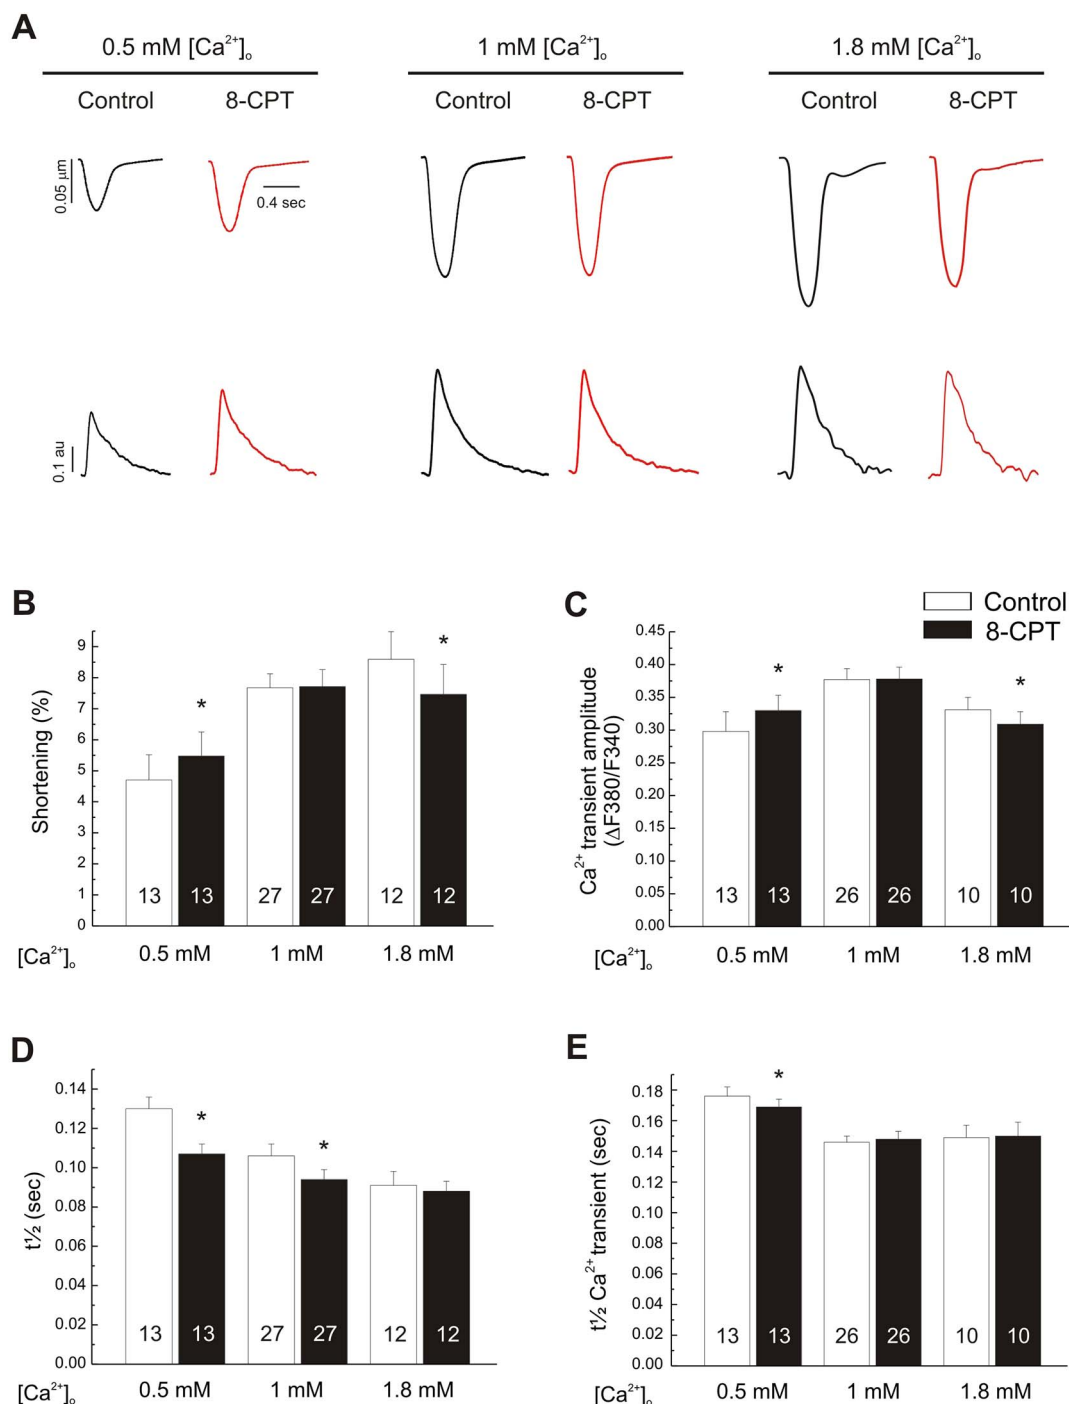 A
0.5 mM [Ca²⁺]ₒ 1 mM [Ca²⁺]ₒ 1.8 mM [Ca²⁺]ₒ
Control 8-CPT Control 8-CPT Control 8-CPT
0.05 µm
0.4 sec
0.1 au
B
Shortening (%)
9
8
7
6
5
4
3
2
1
0
* *
13 13 27 27 12 12
[Ca²⁺]ₒ 0.5 mM 1 mM 1.8 mM
C
Control
8-CPT
Ca²⁺ transient amplitude
(ΔF380/F340)
0.45
0.40
0.35
0.30
0.25
0.20
0.15
0.10
0.05
0.00
* *
13 13 26 26 10 10
[Ca²⁺]ₒ 0.5 mM 1 mM 1.8 mM
D
t½ (sec)
0.14
0.12
0.10
0.08
0.06
0.04
0.02
0.00
* *
13 13 27 27 12 12
[Ca²⁺]ₒ 0.5 mM 1 mM 1.8 mM
E
t½ Ca²⁺ transient (sec)
0.18
0.16
0.14
0.12
0.10
0.08
0.06
0.04
0.02
0.00
*
13 13 26 26 10 10
[Ca²⁺]ₒ 0.5 mM 1 mM 1.8 mM